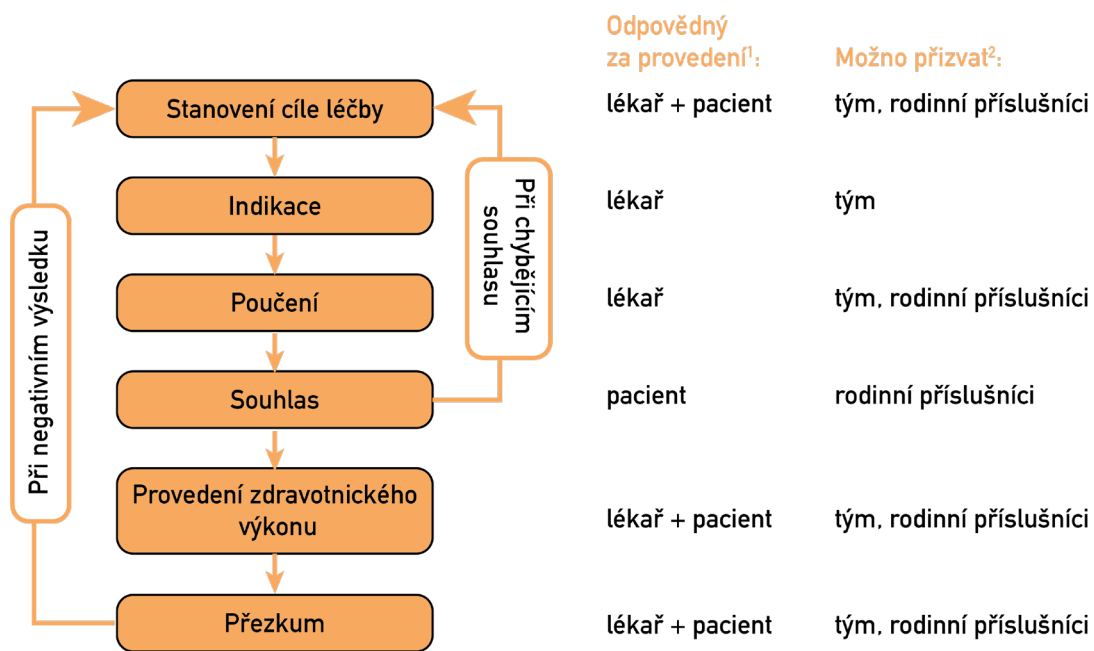 Odpovědný
za provedení¹:
Možno přizvat²:
Stanovení cíle léčby
lékař + pacient
tým, rodinní příslušníci
Indikace
lékař
tým
Poučení
lékař
tým, rodinní příslušníci
Souhlas
pacient
rodinní příslušníci
Provedení zdravotnického
výkonu
lékař + pacient
tým, rodinní příslušníci
Přezkum
lékař + pacient
tým, rodinní příslušníci
Při chybějícím
souhlasu
Při negativním výsledku